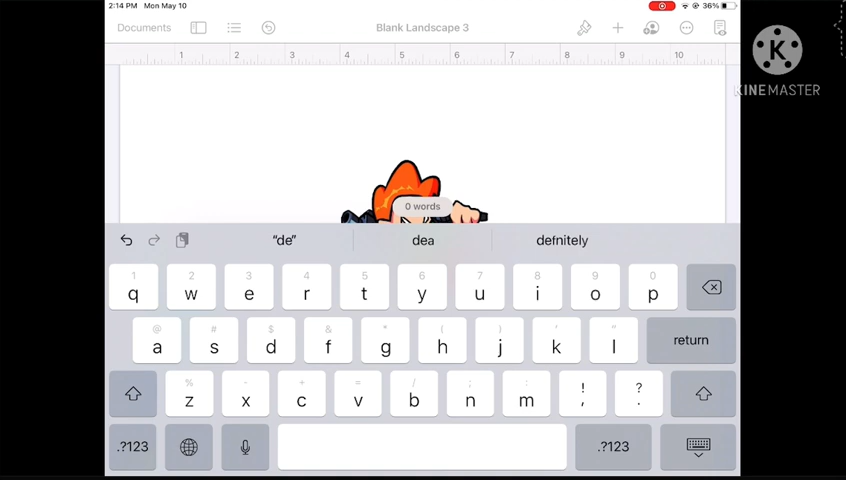 2:14 PM Mon May 10
36%
Documents
Blank Landscape 3
K
KINEMASTER
1 2 3 4 5 6 7 8 9 10
0 words
“de” dea defnitely
1 2 3 4 5 6 7 8 9 0
q w e r t y u i o p
@ # $ & * ( ) ' "
a s d f g h j k l return
% - + = / ; : ! ?
z x c v b n m , .
.?123 .?123